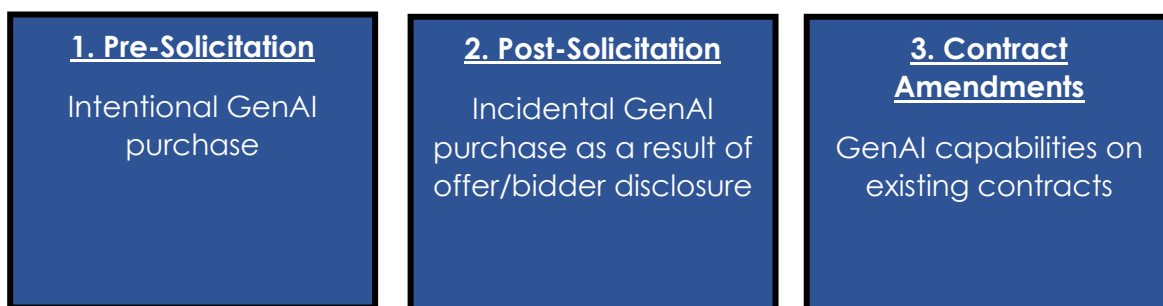 1. Pre-Solicitation
Intentional GenAI
purchase
2. Post-Solicitation
Incidental GenAI
purchase as a result of
offer/bidder disclosure
3. Contract
Amendments
GenAI capabilities on
existing contracts